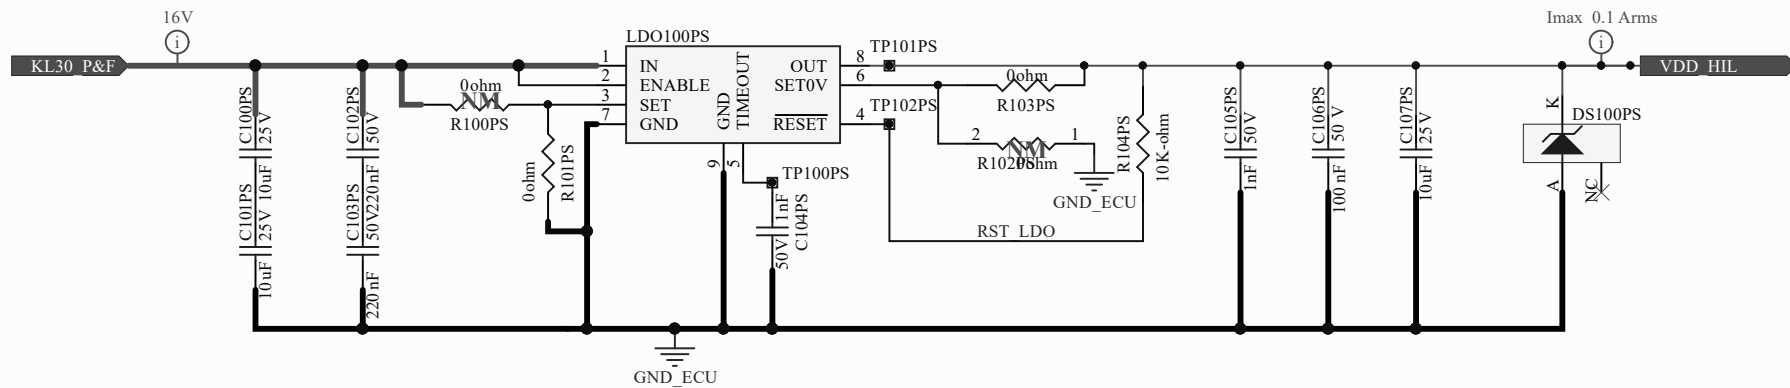 16V
Imax 0.1 Arms
KL30_P&F
LDO100PS
TP101PS
VDD_HIL
1
IN
OUT
8
2
ENABLE
SET0V
6
3
SET
7
GND
GND
TIMEOUT
RESET
4
9
5
0ohm
NM
R100PS
0ohm
R101PS
C100PS
25V
10uF
C101PS
25V
10uF
C102PS
50V
220nF
C103PS
50V
220nF
TP100PS
1nF
C104PS
50V
TP102PS
0ohm
R103PS
2
NM
1
R102PS
0ohm
GND_ECU
R104PS
10K-ohm
RST_LDO
C105PS
50V
1nF
C106PS
50V
100nF
C107PS
25V
10uF
K
DS100PS
A
NC
GND_ECU